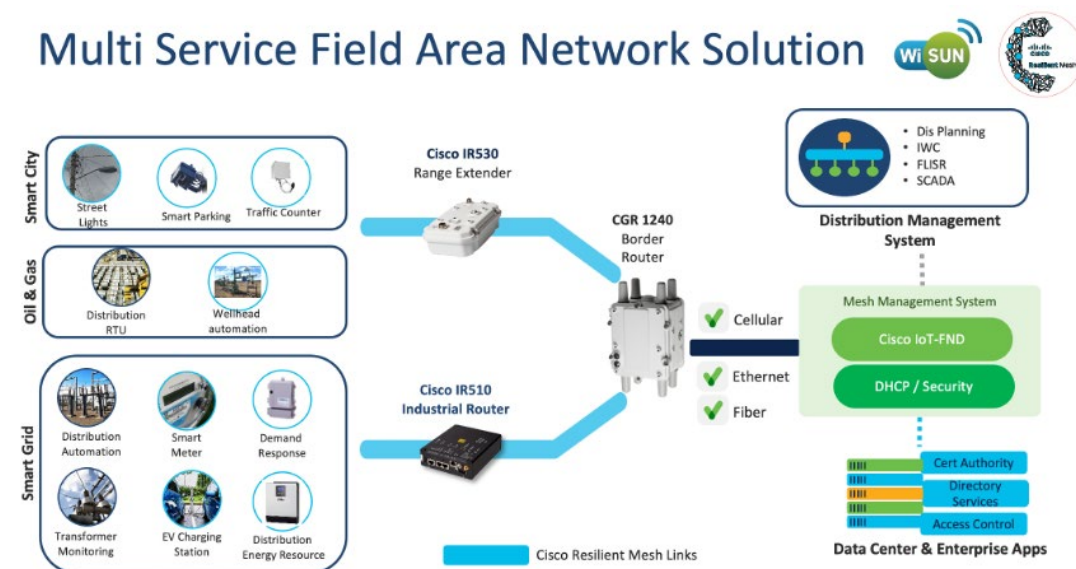 Multi Service Field Area Network Solution
Wi SUN
CISCO
Resilient Mesh
Smart City
Street
Lights
Smart Parking
Traffic Counter
Oil & Gas
Distribution
RTU
Wellhead
automation
Smart Grid
Distribution
Automation
Smart
Meter
Demand
Response
Transformer
Monitoring
EV Charging
Station
Distribution
Energy Resource
Cisco IR530
Range Extender
Cisco IR510
Industrial Router
CGR 1240
Border
Router
Cellular
Ethernet
Fiber
• Dis Planning
• IWC
• FLISR
• SCADA
Distribution Management
System
Mesh Management System
Cisco IoT-FND
DHCP / Security
Cert Authority
Directory
Services
Access Control
Data Center & Enterprise Apps
Cisco Resilient Mesh Links